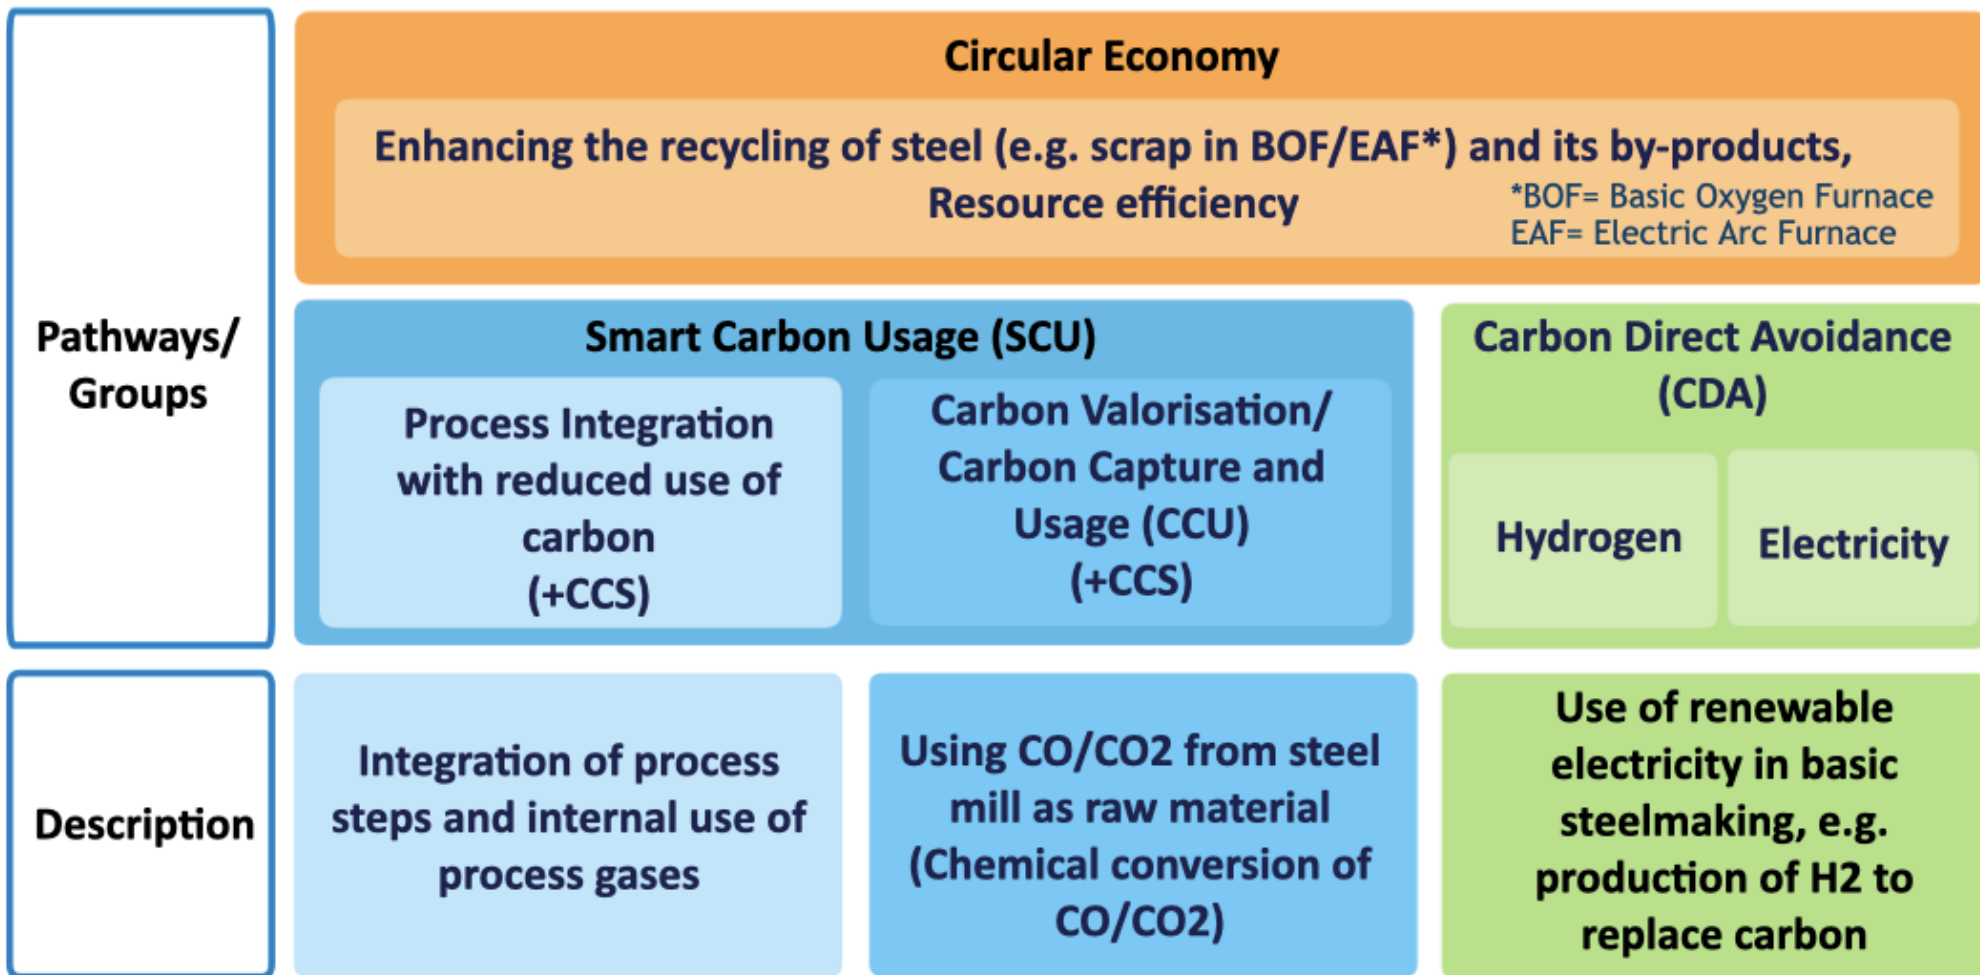 Circular Economy
Enhancing the recycling of steel (e.g. scrap in BOF/EAF*) and its by-products,
Resource efficiency
*BOF= Basic Oxygen Furnace
EAF= Electric Arc Furnace
Pathways/
Groups
Smart Carbon Usage (SCU)
Process Integration
with reduced use of
carbon
(+CCS)
Carbon Valorisation/
Carbon Capture and
Usage (CCU)
(+CCS)
Carbon Direct Avoidance
(CDA)
Hydrogen
Electricity
Description
Integration of process
steps and internal use of
process gases
Using CO/CO2 from steel
mill as raw material
(Chemical conversion of
CO/CO2)
Use of renewable
electricity in basic
steelmaking, e.g.
production of H2 to
replace carbon